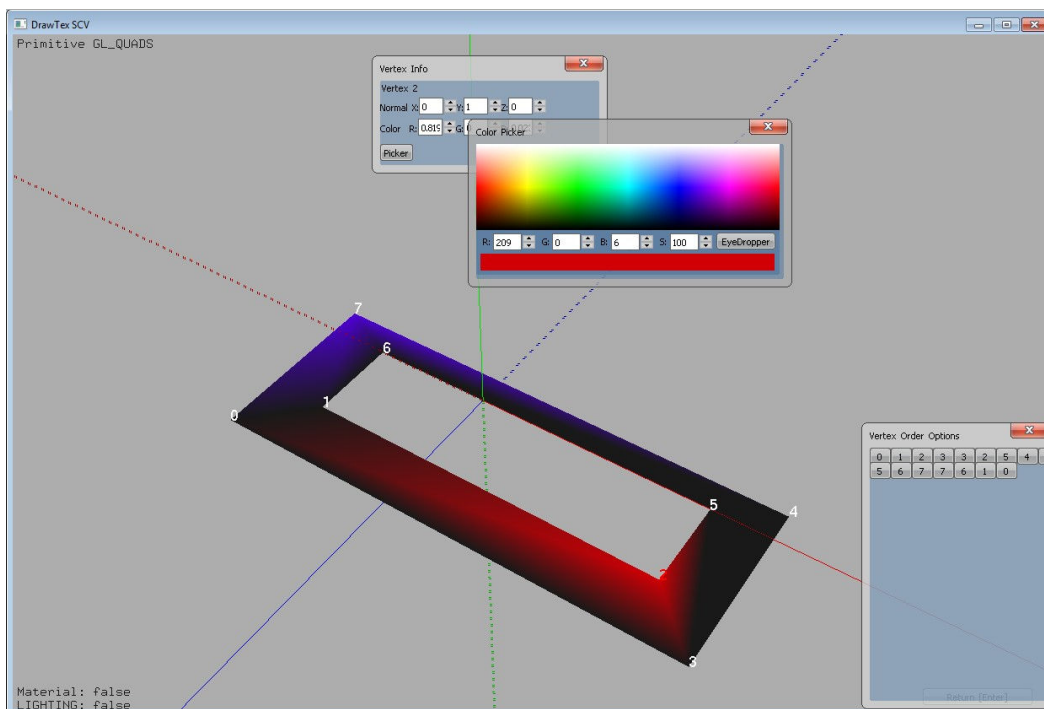 DrawTex SCV
Primitive GL_QUADS
Vertex Info
Vertex 2
Normal X: 0 Y: 1 Z: 0
Color R: 0.819 G:
Picker
Color Picker
R: 209 G: 0 B: 6 S: 100 EyeDropper
7
6
1
0
5
4
2
3
Vertex Order Options
0 1 2 3 3 2 5 4
5 6 7 7 6 1 0
Return (Enter)
Material: false
LIGHTING: false